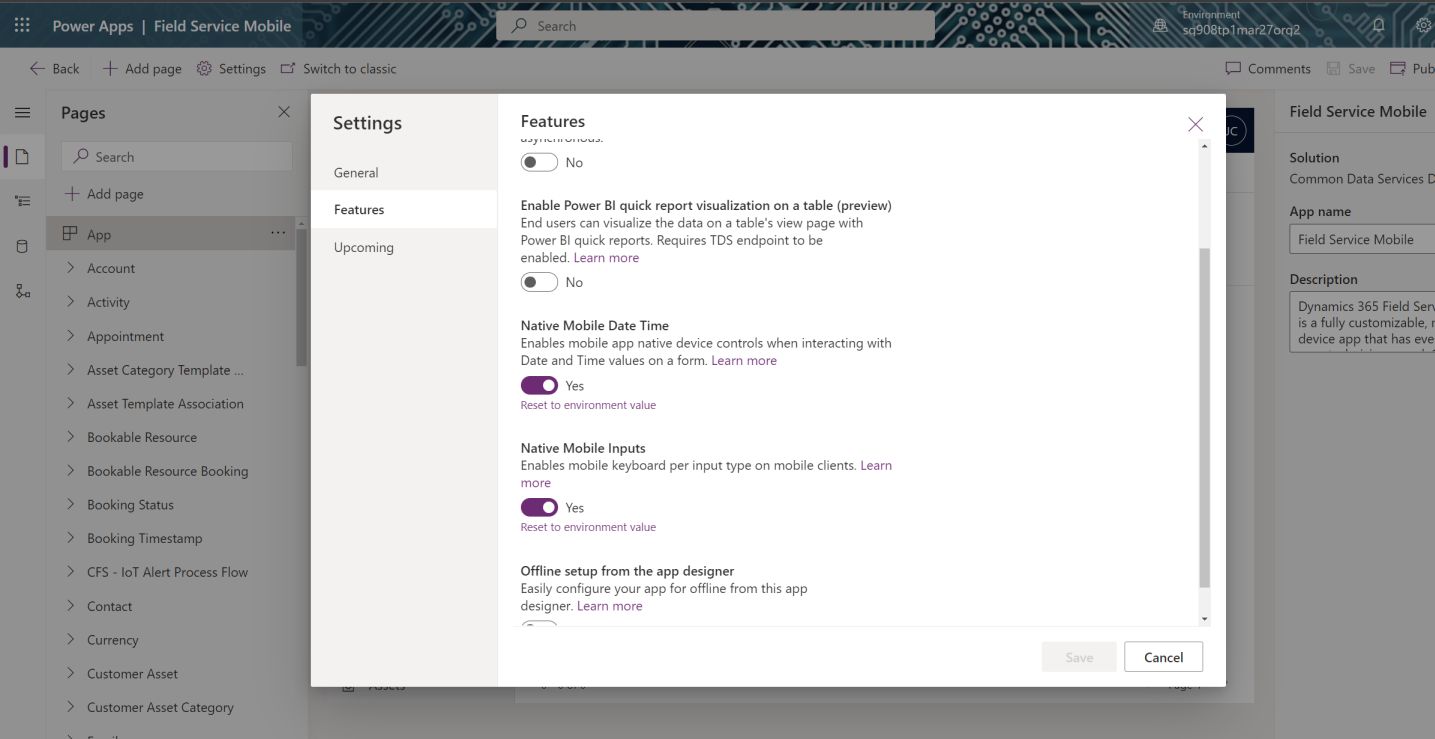 Power Apps | Field Service Mobile
Search
Environment
sq908tp1mar27orq2
Back
Add page
Settings
Switch to classic
Comments
Save
Pub
Pages
Search
Add page
App
Account
Activity
Appointment
Asset Category Template ...
Asset Template Association
Bookable Resource
Bookable Resource Booking
Booking Status
Booking Timestamp
CFS - IoT Alert Process Flow
Contact
Currency
Customer Asset
Customer Asset Category
Settings
General
Features
Upcoming
Features
asynchronous.
No
Enable Power BI quick report visualization on a table (preview)
End users can visualize the data on a table's view page with
Power BI quick reports. Requires TDS endpoint to be
enabled. Learn more
No
Native Mobile Date Time
Enables mobile app native device controls when interacting with
Date and Time values on a form. Learn more
Yes
Reset to environment value
Native Mobile Inputs
Enables mobile keyboard per input type on mobile clients. Learn
more
Yes
Reset to environment value
Offline setup from the app designer
Easily configure your app for offline from this app
designer. Learn more
Save
Cancel
Assets
JC
Field Service Mobile
Solution
Common Data Services D
App name
Field Service Mobile
Description
Dynamics 365 Field Serv
is a fully customizable,
device app that has eve